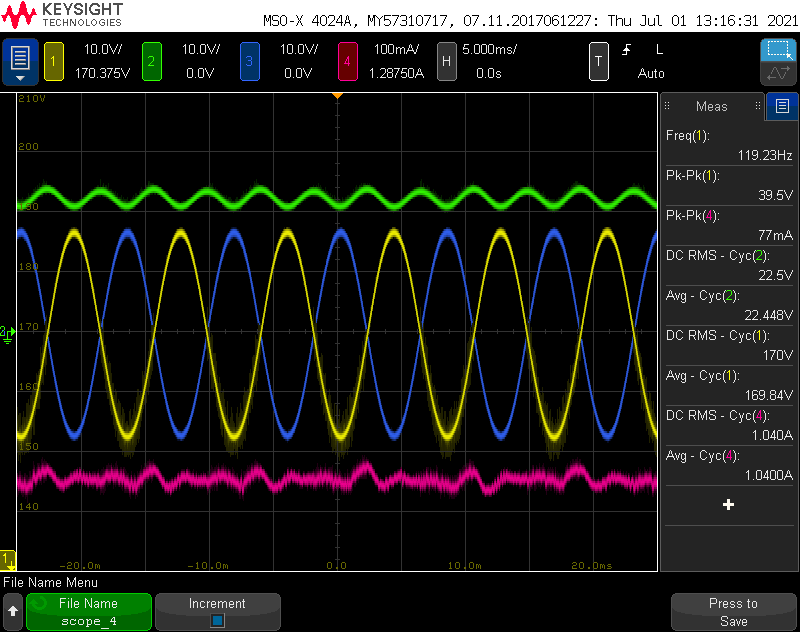 KEYSIGHT
TECHNOLOGIES
MSO-X 4024A, MY57310717, 07.11.2017061227: Thu Jul 01 13:16:31 2021
1 10.0V/ 2 10.0V/ 3 10.0V/ 4 100mA/ H 5.000ms/ T L
170.375V 0.0V 0.0V 1.28750A 0.0s Auto
210V
200
190
180
2 170
160
150
140
1 -20.0m -10.0m 0.0 10.0m 20.0ms
Meas
Freq(1):
119.23Hz
Pk-Pk(1):
39.5V
Pk-Pk(4):
77mA
DC RMS - Cyc(2):
22.5V
Avg - Cyc(2):
22.448V
DC RMS - Cyc(1):
170V
Avg - Cyc(1):
169.84V
DC RMS - Cyc(4):
1.040A
Avg - Cyc(4):
1.0400A
File Name Menu
File Name
scope_4
Increment
Press to
Save